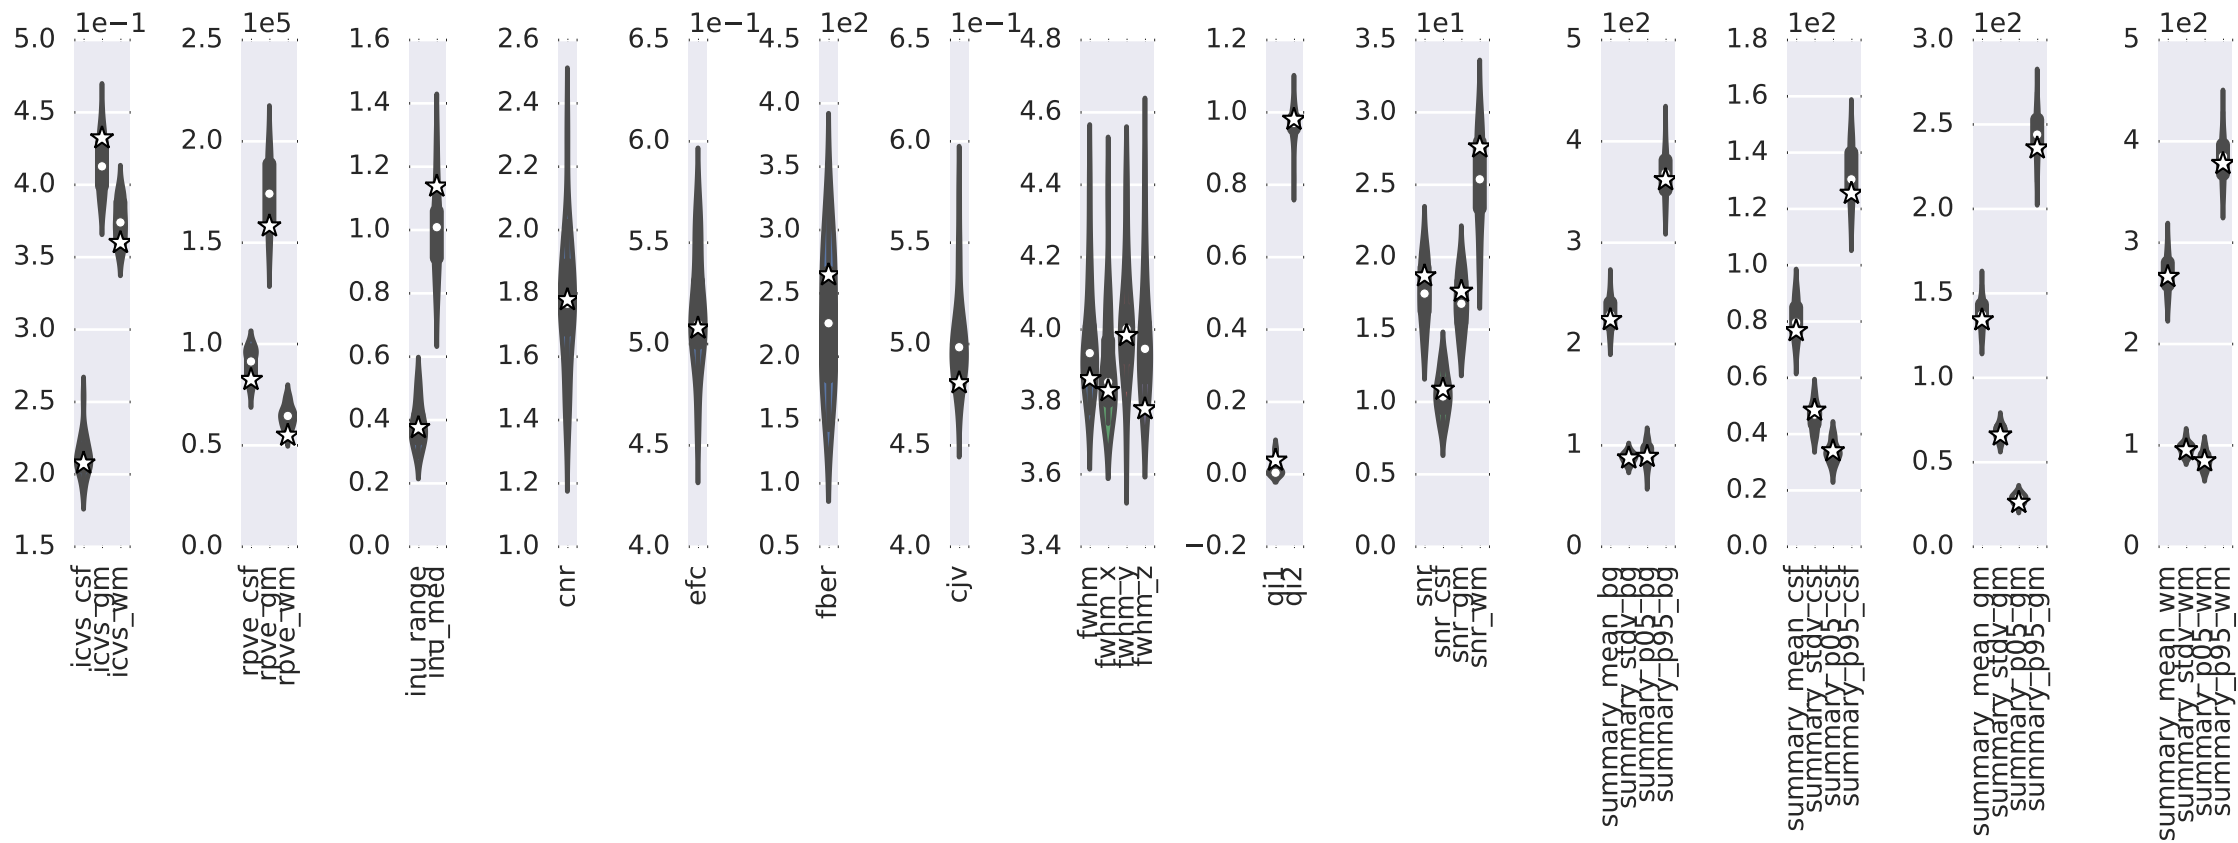 1e−1
5.0
4.5
4.0
3.5
3.0
2.5
2.0
1.5
icvs_csf
icvs_gm
icvs_wm
1e5
2.5
2.0
1.5
1.0
0.5
0.0
rpve_csf
rpve_gm
rpve_wm
1.6
1.4
1.2
1.0
0.8
0.6
0.4
0.2
0.0
inu_range
inu_med
2.6
2.4
2.2
2.0
1.8
1.6
1.4
1.2
1.0
cnr
1e−1
6.5
6.0
5.5
5.0
4.5
4.0
efc
1e2
4.5
4.0
3.5
3.0
2.5
2.0
1.5
1.0
0.5
fber
1e−1
6.5
6.0
5.5
5.0
4.5
4.0
cjv
4.8
4.6
4.4
4.2
4.0
3.8
3.6
3.4
fwhm
fwhm_x
fwhm_y
fwhm_z
1.2
1.0
0.8
0.6
0.4
0.2
0.0
−0.2
qi1
qi2
1e1
3.5
3.0
2.5
2.0
1.5
1.0
0.5
0.0
snr
snr_csf
snr_gm
snr_wm
1e2
5
4
3
2
1
0
summary_mean_bg
summary_stdv_bg
summary_p05_bg
summary_p95_bg
1e2
1.8
1.6
1.4
1.2
1.0
0.8
0.6
0.4
0.2
0.0
summary_mean_csf
summary_stdv_csf
summary_p05_csf
summary_p95_csf
1e2
3.0
2.5
2.0
1.5
1.0
0.5
0.0
summary_mean_gm
summary_stdv_gm
summary_p05_gm
summary_p95_gm
1e2
5
4
3
2
1
0
summary_mean_wm
summary_stdv_wm
summary_p05_wm
summary_p95_wm